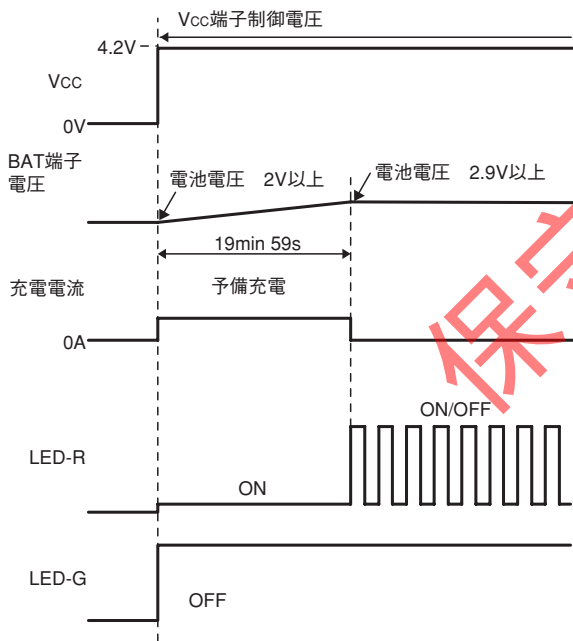 Vcc端子制御電圧
4.2V
Vcc
0V
BAT端子
電圧
電池電圧 2V以上
電池電圧 2.9V以上
19min 59s
充電電流
予備充電
0A
保
ON/OFF
LED-R
ON
LED-G
OFF